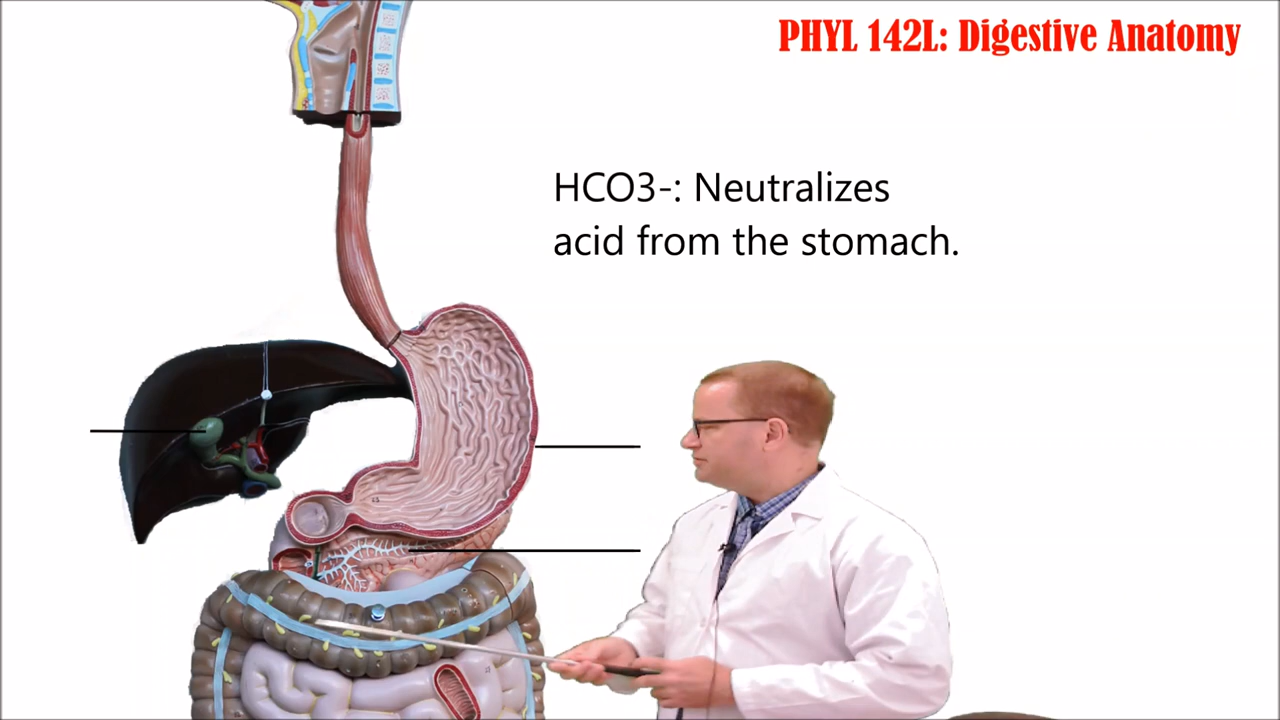 PHYL 142L: Digestive Anatomy
HCO3-: Neutralizes
acid from the stomach.